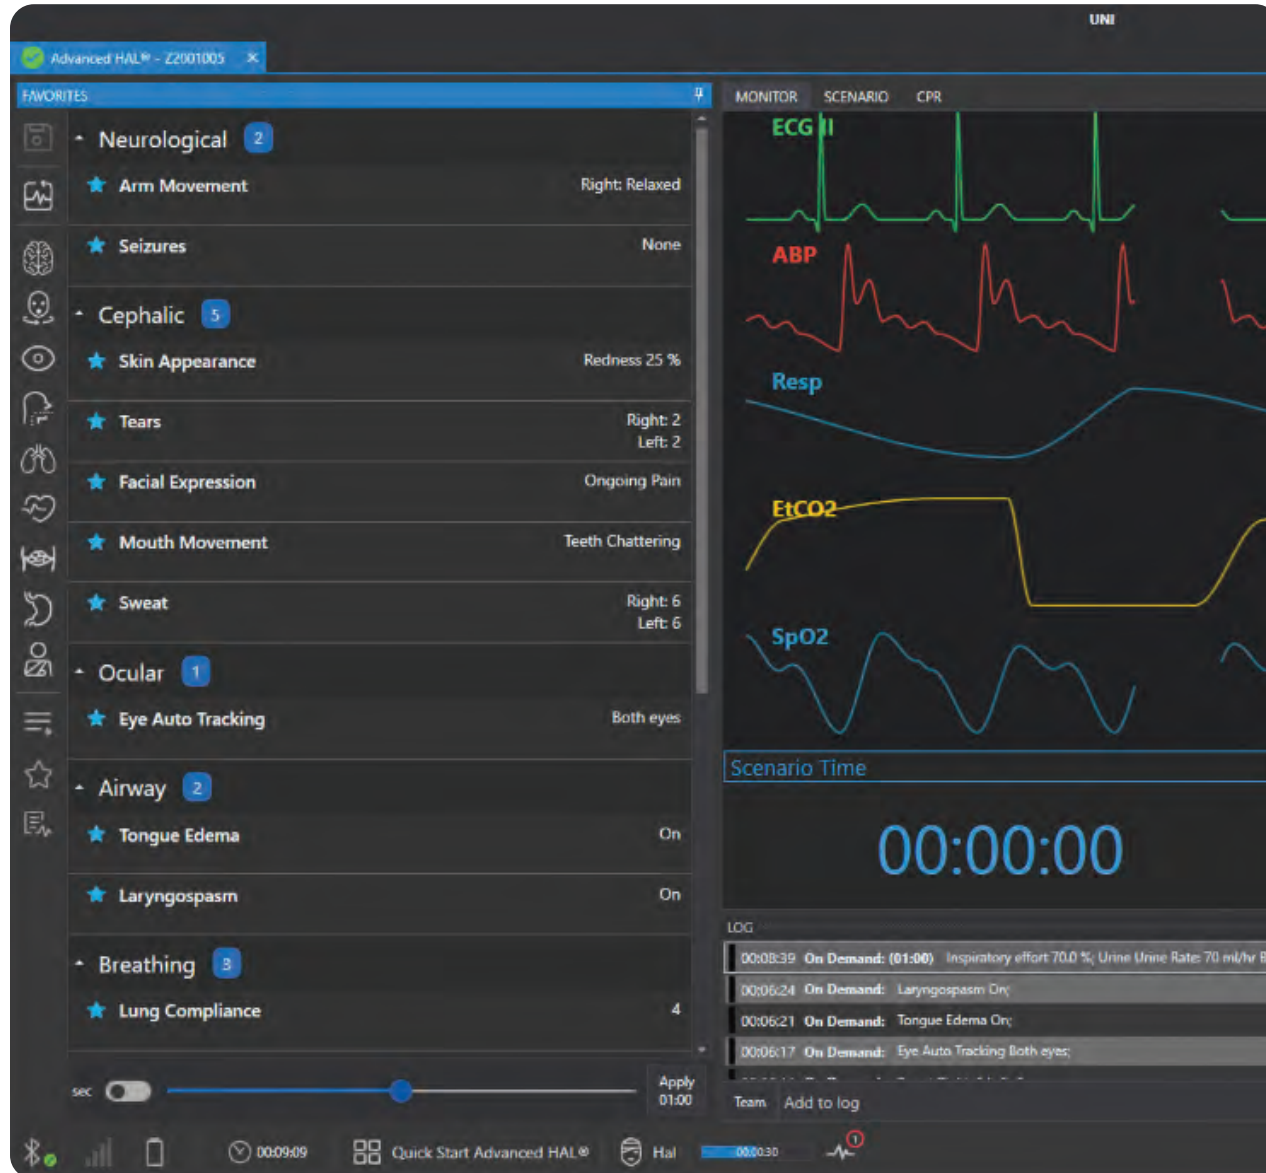 UNI
Advanced HAL® - Z2001005 ×
FAVORITES
Neurological 2
Arm Movement Right: Relaxed
Seizures None
Cephalic 5
Skin Appearance Redness 25 %
Tears Right: 2
Left: 2
Facial Expression Ongoing Pain
Mouth Movement Teeth Chattering
Sweat Right: 6
Left: 6
Ocular 1
Eye Auto Tracking Both eyes
Airway 2
Tongue Edema On
Laryngospasm On
Breathing 3
Lung Compliance 4
sec
Apply
01:00
MONITOR SCENARIO CPR
ECG II
ABP
Resp
EtCO2
SpO2
Scenario Time
00:00:00
LOG
00:08:39 On Demand: (01:00) Inspiratory effort 70.0 %; Urine Urine Rate: 70 ml/hr
00:06:24 On Demand: Laryngospasm On;
00:06:21 On Demand: Tongue Edema On;
00:06:17 On Demand: Eye Auto Tracking Both eyes;
Team Add to log
00:09:09 Quick Start Advanced HAL® Hal 00:00:30 1